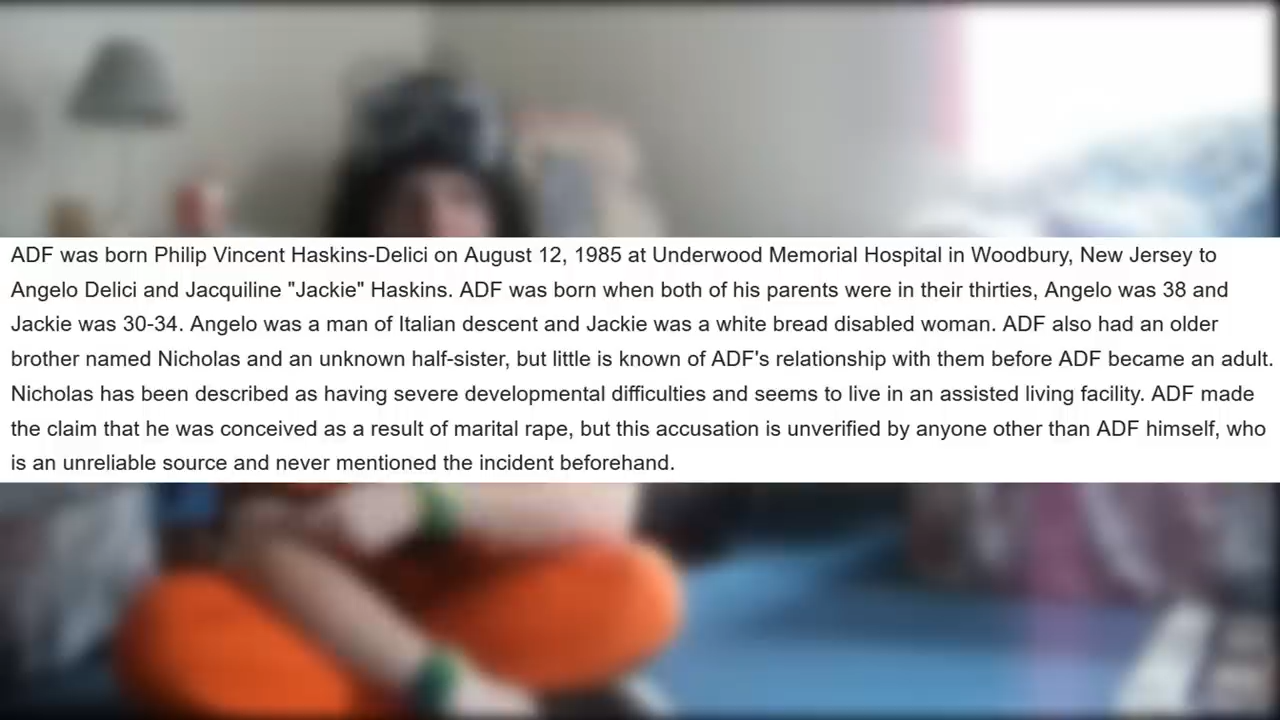 ADF was born Philip Vincent Haskins-Delici on August 12, 1985 at Underwood Memorial Hospital in Woodbury, New Jersey to
Angelo Delici and Jacquiline "Jackie" Haskins. ADF was born when both of his parents were in their thirties, Angelo was 38 and
Jackie was 30-34. Angelo was a man of Italian descent and Jackie was a white bread disabled woman. ADF also had an older
brother named Nicholas and an unknown half-sister, but little is known of ADF's relationship with them before ADF became an adult.
Nicholas has been described as having severe developmental difficulties and seems to live in an assisted living facility. ADF made
the claim that he was conceived as a result of marital rape, but this accusation is unverified by anyone other than ADF himself, who
is an unreliable source and never mentioned the incident beforehand.